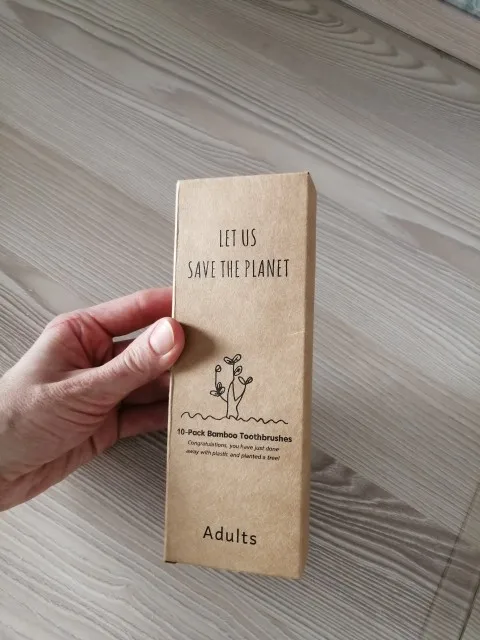 LET US
SAVE THE PLANET
10-Pack Bamboo Toothbrushes
Congratulations, you have just done
away with plastic and planted a tree!
Adults